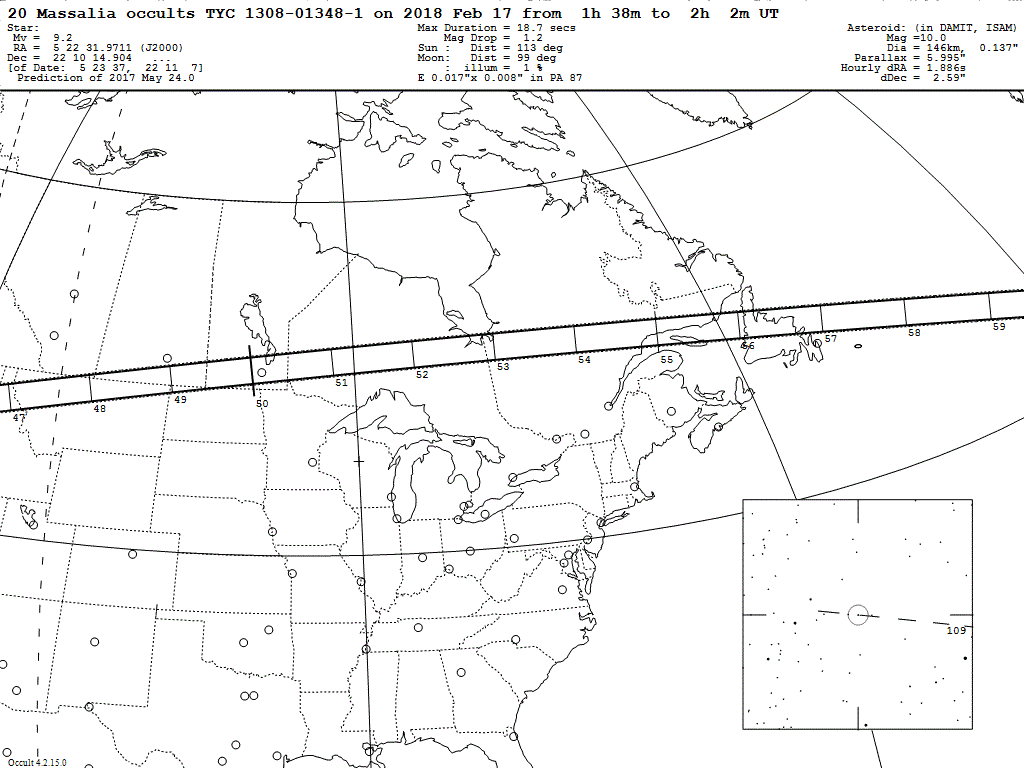 20 Massalia occults TYC 1308-01348-1 on 2018 Feb 17 from  1h 38m to  2h  2m UT
Star:
Mv =  9.2
RA =  5 22 31.9711 (J2000)
Dec =  22 10 14.904   ...
[of Date:  5 23 37,  22 11  7]
Prediction of 2017 May 24.0
Max Duration = 18.7 secs
Mag Drop =  1.2
Sun :   Dist = 113 deg
Moon:   Dist = 99 deg
:  illum =  1 %
E 0.017"x 0.008" in PA 87
Asteroid: (in DAMIT, ISAM)
Mag =10.0
Dia = 146km,  0.137"
Parallax = 5.995"
Hourly dRA = 1.886s
dDec =  2.59"
59
58
57
56
55
54
53
52
51
50
49
48
47
109
Occult 4.2.15.0